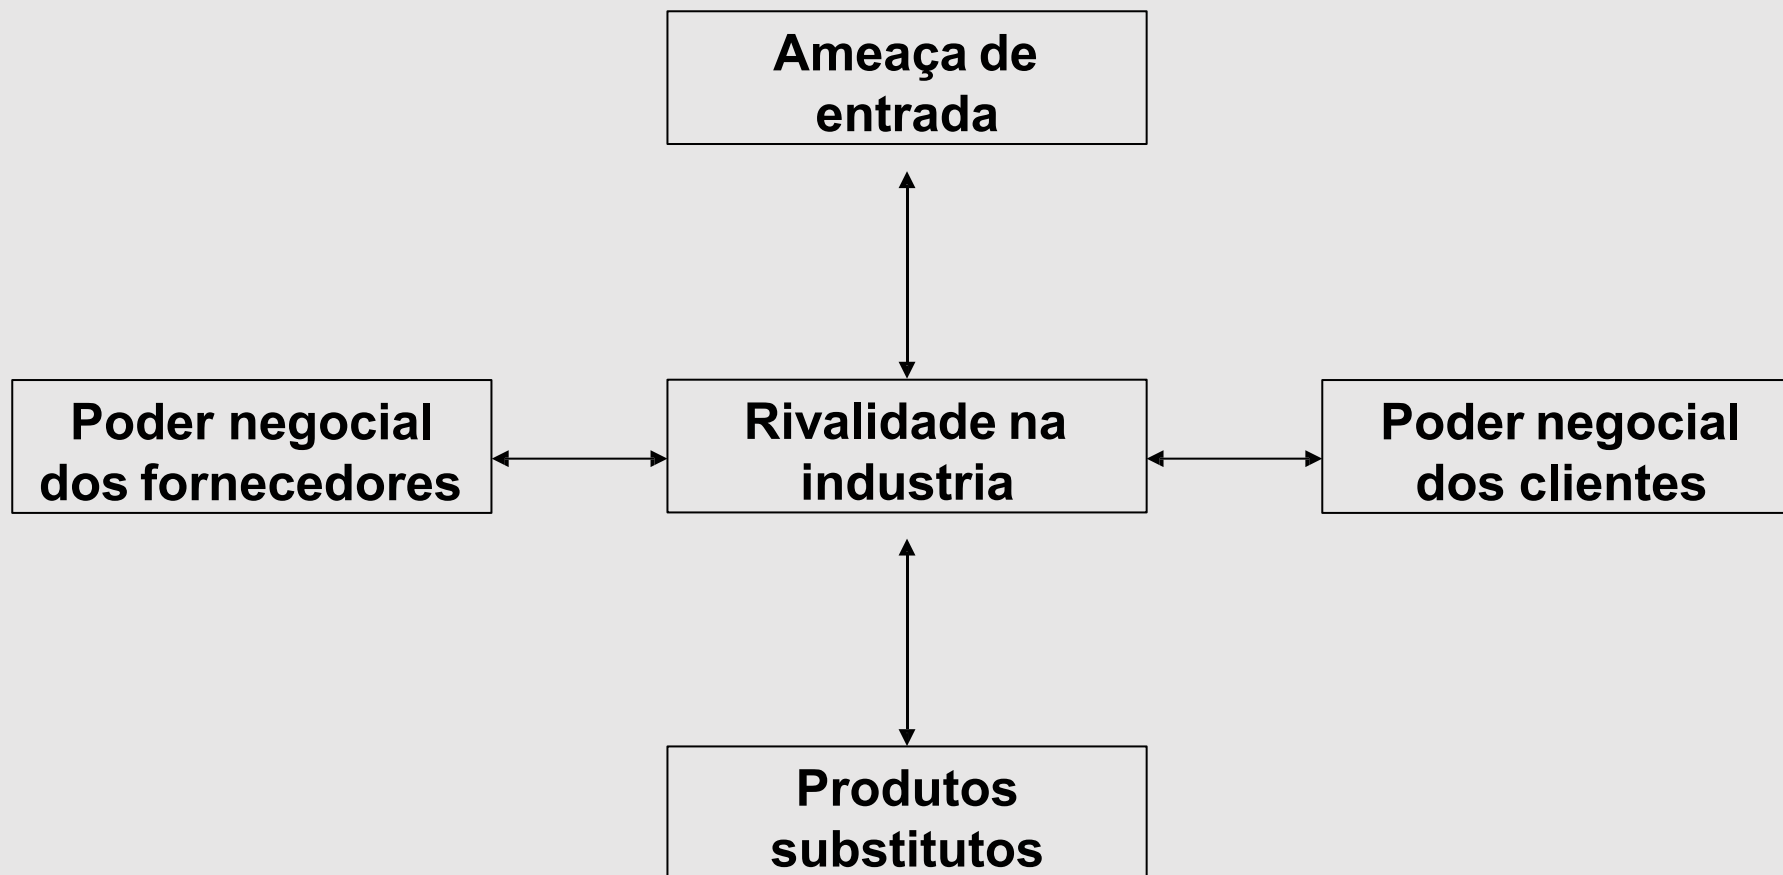 Ameaça de
entrada
Poder negocial
dos fornecedores
Rivalidade na
industria
Poder negocial
dos clientes
Produtos
substitutos